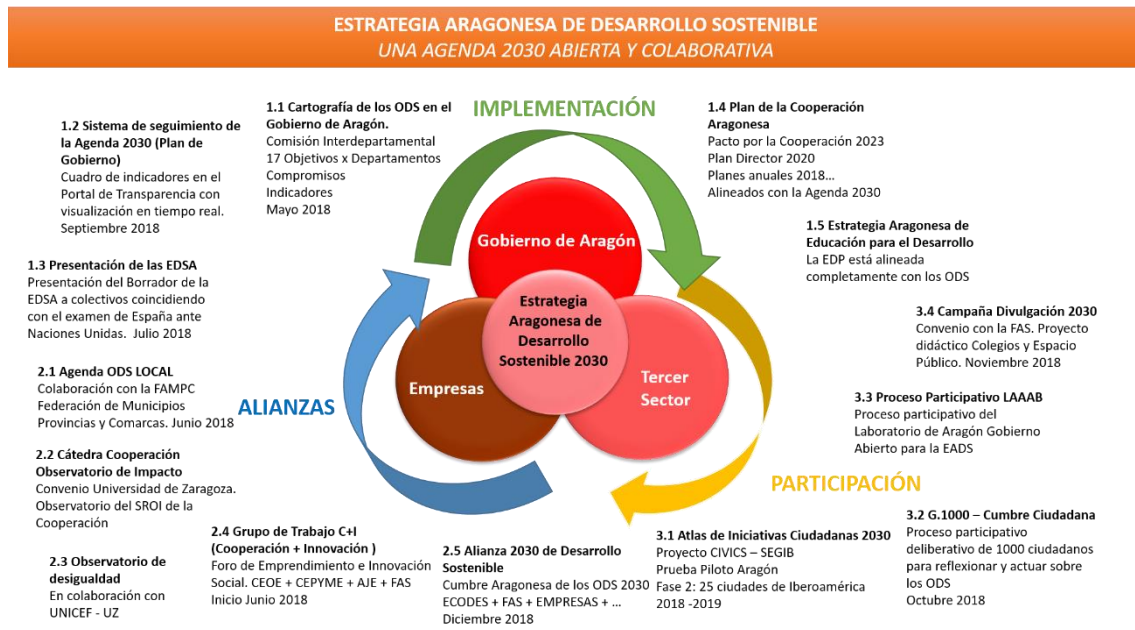 ESTRATEGIA ARAGONESA DE DESARROLLO SOSTENIBLE
UNA AGENDA 2030 ABIERTA Y COLABORATIVA
IMPLEMENTACIÓN
1.1 Cartografía de los ODS en el
Gobierno de Aragón.
Comisión Interdepartamental
17 Objetivos x Departamentos
Compromisos
Indicadores
Mayo 2018
1.2 Sistema de seguimiento de
la Agenda 2030 (Plan de
Gobierno)
Cuadro de indicadores en el
Portal de Transparencia con
visualización en tiempo real.
Septiembre 2018
1.3 Presentación de las EDSA
Presentación del Borrador de la
EDSA a colectivos coincidiendo
con el examen de España ante
Naciones Unidas.  Julio 2018
1.4 Plan de la Cooperación
Aragonesa
Pacto por la Cooperación 2023
Plan Director 2020
Planes anuales 2018...
Alineados con la Agenda 2030
1.5 Estrategia Aragonesa de
Educación para el Desarrollo
La EDP está alineada
completamente con los ODS
Gobierno de Aragón
Estrategia
Aragonesa de
Desarrollo
Sostenible 2030
Empresas
Tercer
Sector
ALIANZAS
2.1 Agenda ODS LOCAL
Colaboración con la FAMPC
Federación de Municipios
Provincias y Comarcas. Junio 2018
2.2 Cátedra Cooperación
Observatorio de Impacto
Convenio Universidad de Zaragoza.
Observatorio del SROI de la
Cooperación
2.3 Observatorio de
desigualdad
En colaboración con
UNICEF - UZ
2.4 Grupo de Trabajo C+I
(Cooperación + Innovación )
Foro de Emprendimiento e Innovación
Social. CEOE + CEPYME + AJE + FAS
Inicio Junio 2018
2.5 Alianza 2030 de Desarrollo
Sostenible
Cumbre Aragonesa de los ODS 2030
ECODES + FAS + EMPRESAS + ...
Diciembre 2018
PARTICIPACIÓN
3.4 Campaña Divulgación 2030
Convenio con la FAS. Proyecto
didáctico Colegios y Espacio
Público. Noviembre 2018
3.3 Proceso Participativo LAAAB
Proceso participativo del
Laboratorio de Aragón Gobierno
Abierto para la EADS
3.2 G.1000 – Cumbre Ciudadana
Proceso participativo
deliberativo de 1000 ciudadanos
para reflexionar y actuar sobre
los ODS
Octubre 2018
3.1 Atlas de Iniciativas Ciudadanas 2030
Proyecto CIVICS – SEGIB
Prueba Piloto Aragón
Fase 2: 25 ciudades de Iberoamérica
2018 -2019